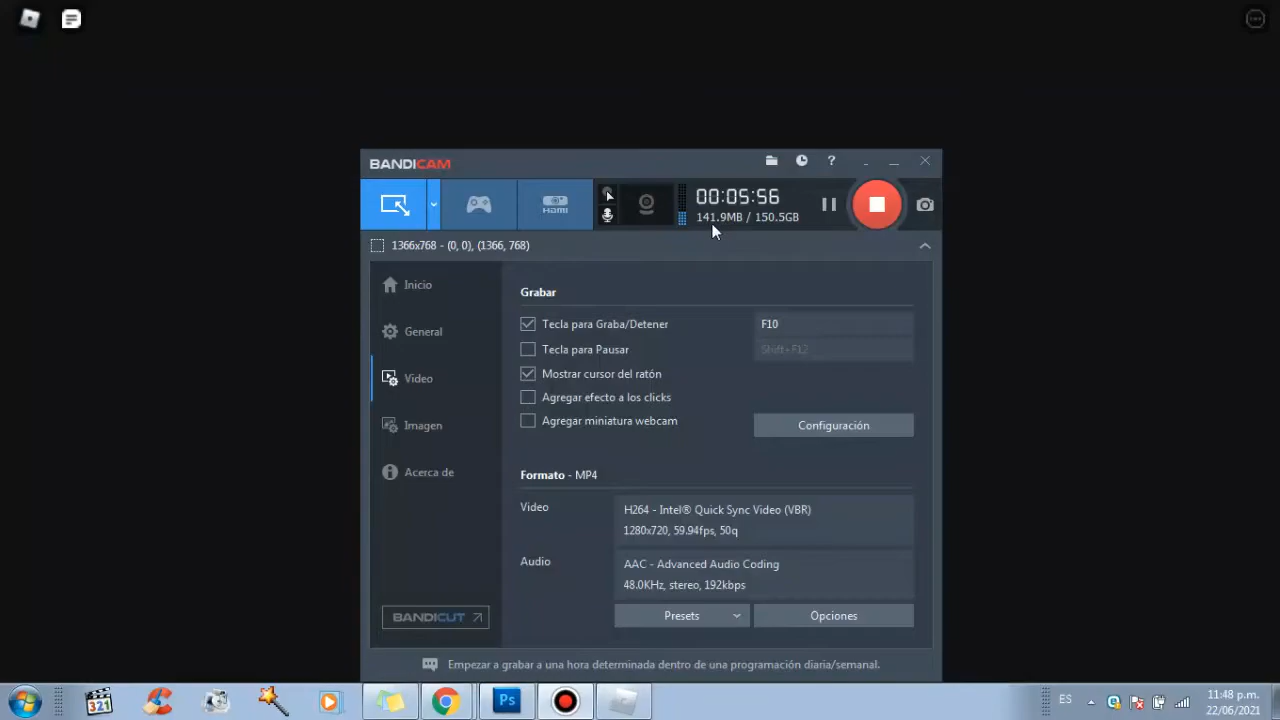 BANDICAM
?
HDMI
00:05:56
141.9MB / 150.5GB
1366x768 - (0, 0), (1366, 768)
Inicio
General
Video
Imagen
Acerca de
BANDICUT
Grabar
Tecla para Graba/Detener
F10
Tecla para Pausar
Shift+F12
Mostrar cursor del ratón
Agregar efecto a los clicks
Agregar miniatura webcam
Configuración
Formato - MP4
Video
H264 - Intel® Quick Sync Video (VBR)
1280x720, 59.94fps, 50q
Audio
AAC - Advanced Audio Coding
48.0KHz, stereo, 192kbps
Presets
Opciones
Empezar a grabar a una hora determinada dentro de una programación diaria/semanal.
321
Ps
ES
11:48 p.m.
22/06/2021